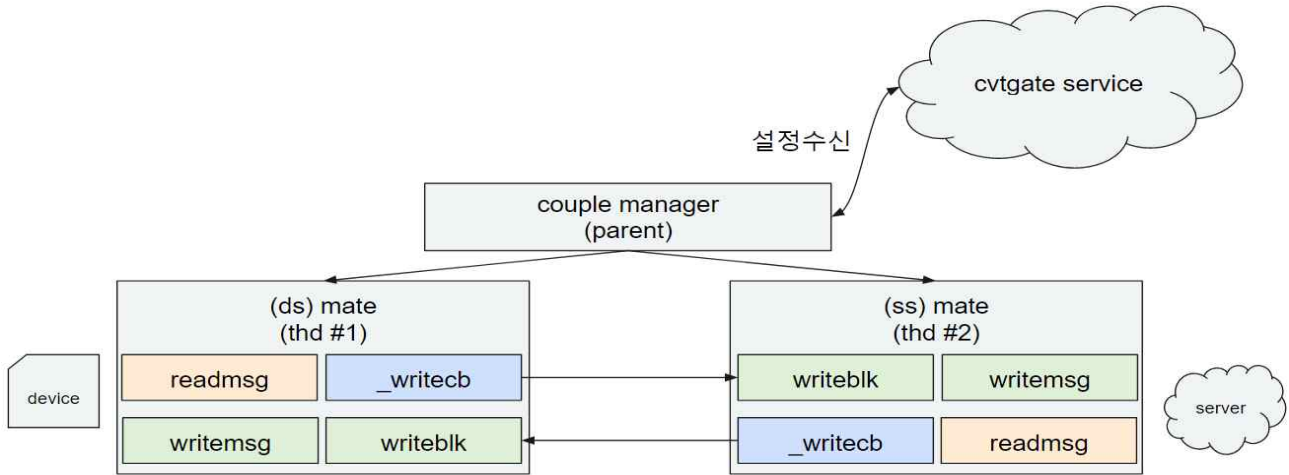 cvtgate service
설정수신
couple manager
(parent)
(ds) mate
(thd #1)
readmsg
_writecb
writemsg
writeblk
device
(ss) mate
(thd #2)
writeblk
writemsg
_writecb
readmsg
server